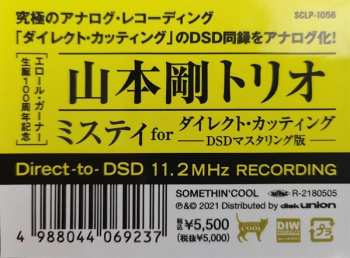 究極のアナログ・レコーディング
SCLP-1056
「ダイレクト・カッティング」のDSD同録をアナログ化!
エロール・ガーナー
生誕100周年記念
山本剛トリオ
ミスティ for ダイレクト・カッティング
—DSDマスタリング版—
Direct-to-DSD 11.2MHz RECORDING
SOMETHIN'COOL R-2180505
℗&© 2021 Distributed by disk union
税込 ¥5,500
(税抜¥5,000)
COOL
DIW
4 988044 069237